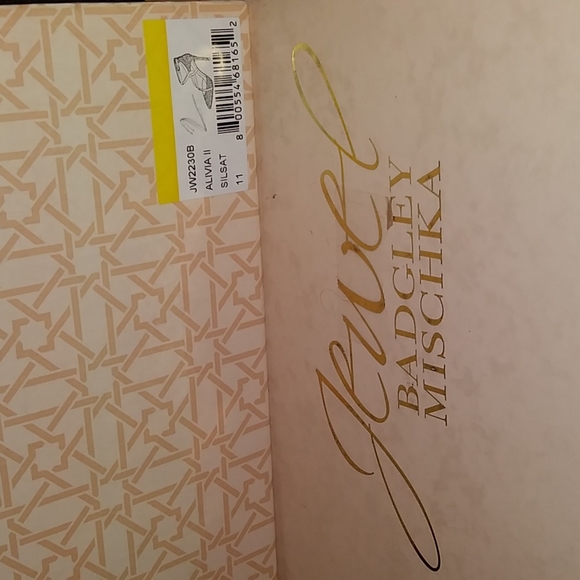 JW2230B
ALIVIA II
SILSAT
11
8 00554 68165 2
Jewel
BADGLEY
MISCHKA